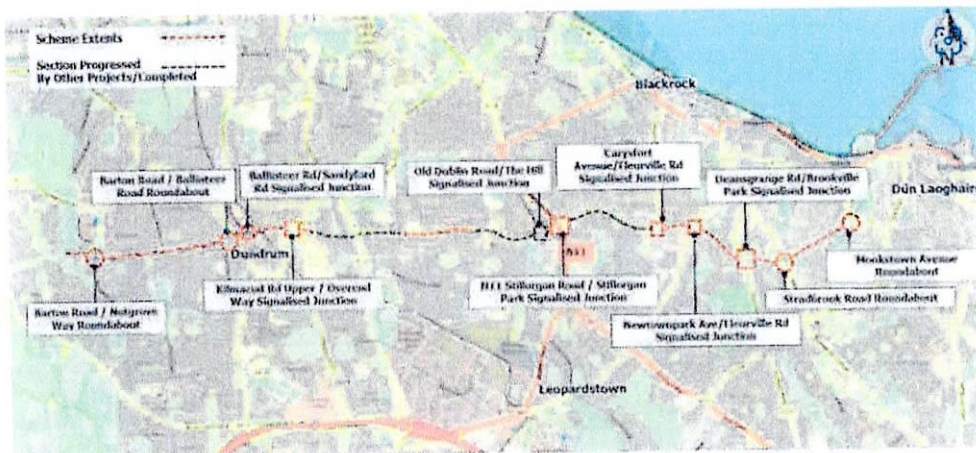 Scheme Extents
Section Progressed
By Other Projects/Completed
N
Blackrock
Barton Road / Ballinteer
Road Roundabout
Ballinteer Rd/Sandyford
Rd Signalised Junction
Old Dublin Road/The Hill
Signalised Junction
Carysfort
Avenue/Fleurville Rd
Signalised Junction
Deansgrange Rd/Brookville
Park Signalised Junction
Dún Laoghair
Dundrum
N11
Monkstown Avenue
Roundabout
Barton Road / Nutgrove
Way Roundabout
Kilmacud Rd Upper / Overend
Way Signalised Junction
N11 Stillorgan Road / Stillorgan
Park Signalised Junction
Stradbrook Road Roundabout
Newtownpark Ave/Fleurville Rd
Signalised Junction
Leopardstown